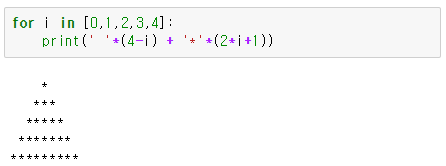 for i in [0,1,2,3,4]:
    print(' '*(4-i) + '*'*(2*i+1))
    *
   ***
  *****
 *******
*********